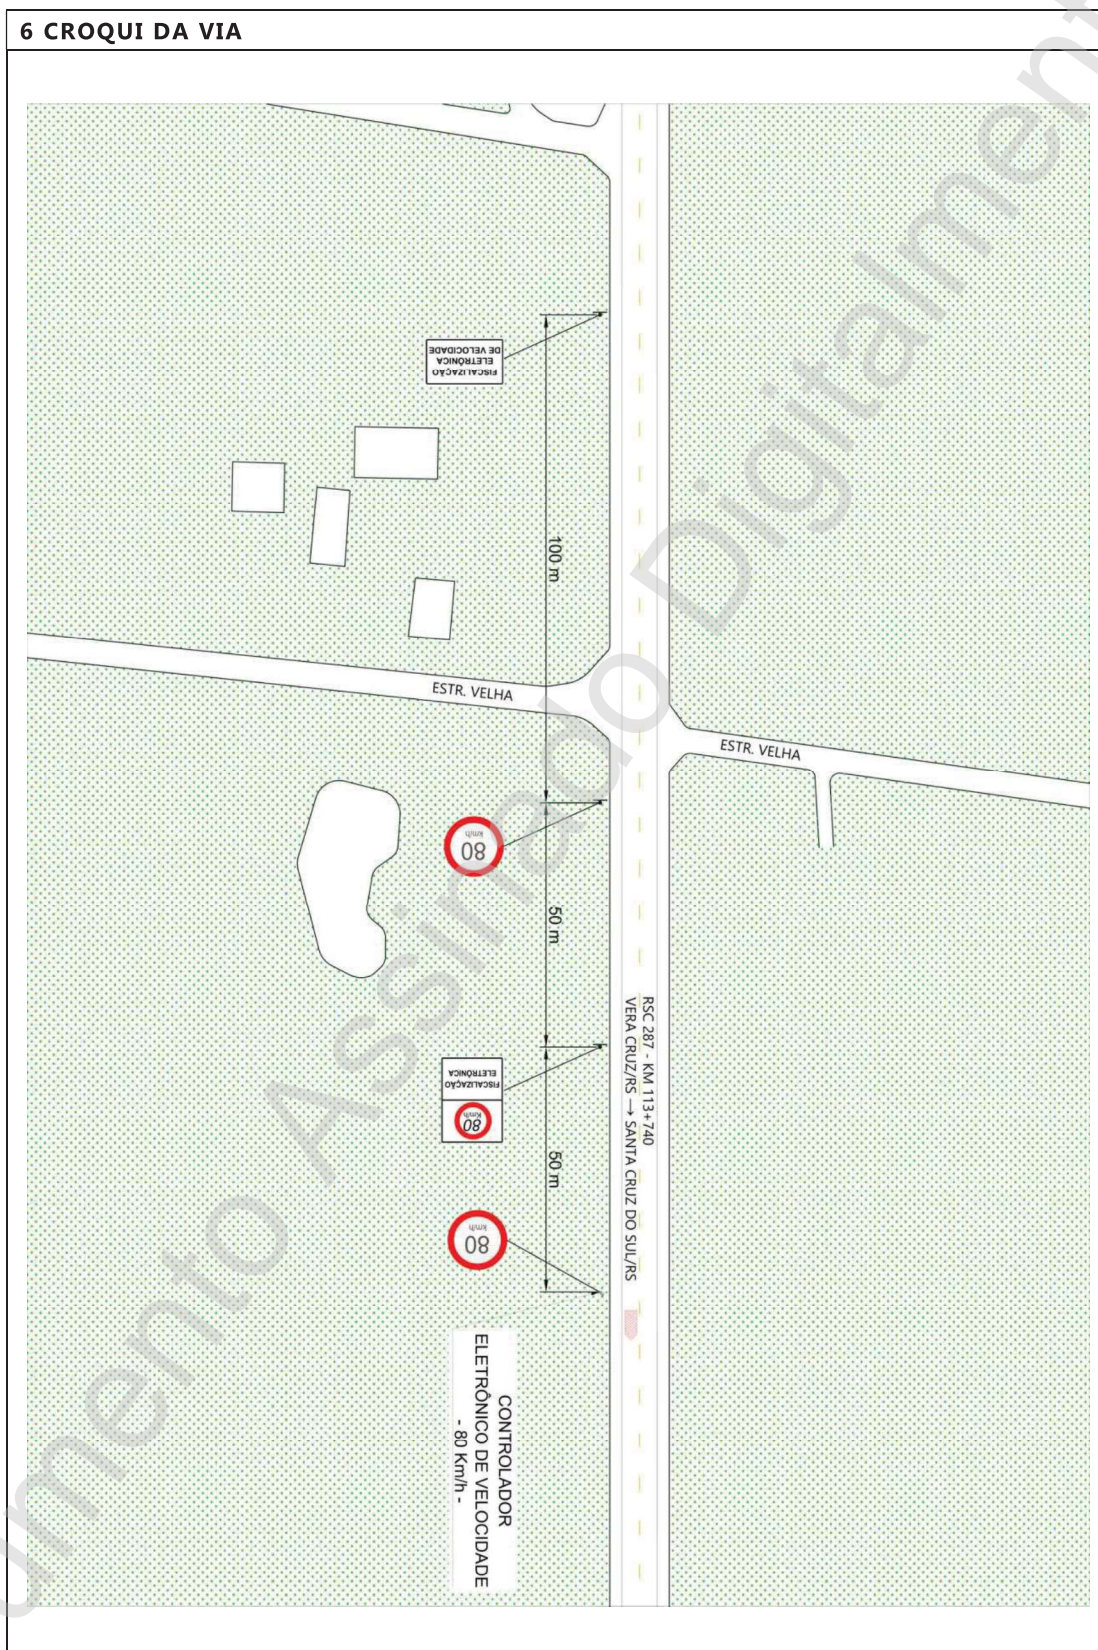 6 CROQUI DA VIA
FISCALIZAÇÃO
ELETRÔNICA
DE VELOCIDADE
100 m
ESTR. VELHA
ESTR. VELHA
80
km/h
50 m
RSC 287 - KM 113+740
VERA CRUZ/RS → SANTA CRUZ DO SUL/RS
FISCALIZAÇÃO
ELETRÔNICA
80
Km/h
50 m
80
km/h
CONTROLADOR
ELETRÔNICO DE VELOCIDADE
- 80 Km/h -
umento Assinado Digitalment